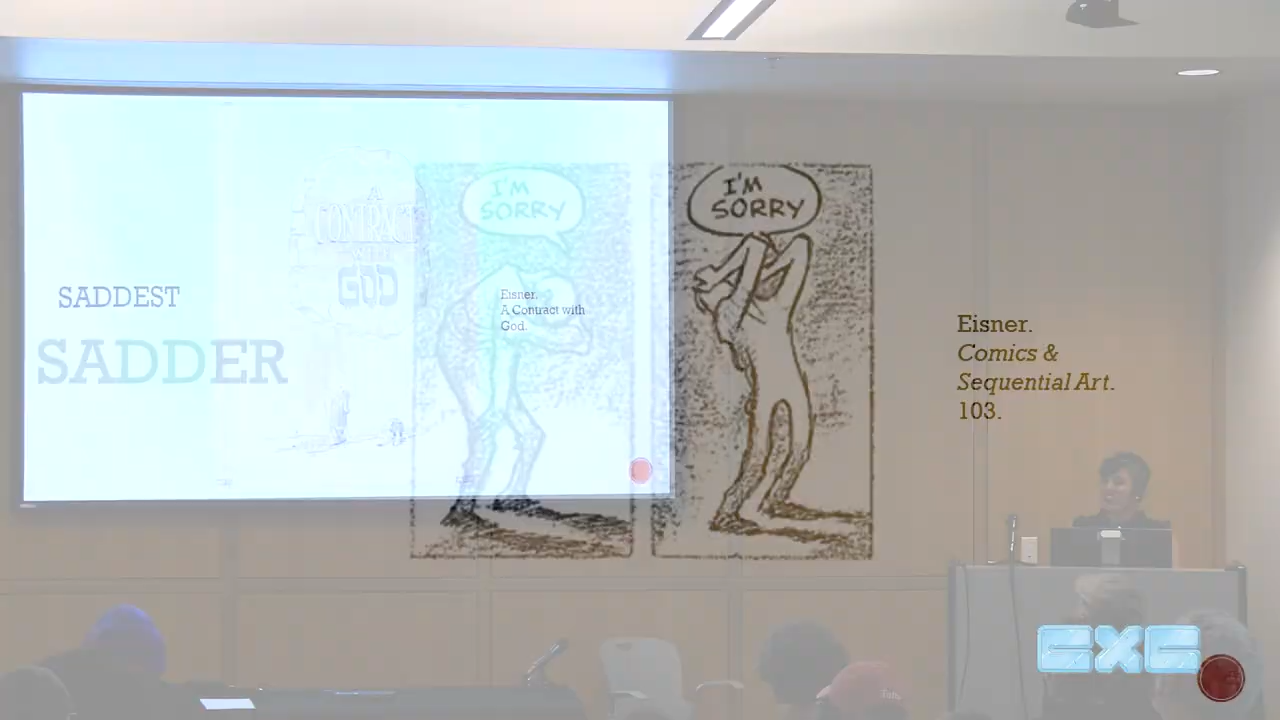 SADDEST
SADDER
A
CONTRACT
WITH
GOD
Eisner.
A Contract with
God.
I'M
SORRY
I'M
SORRY
Eisner.
Comics &
Sequential Art.
103.
CXC